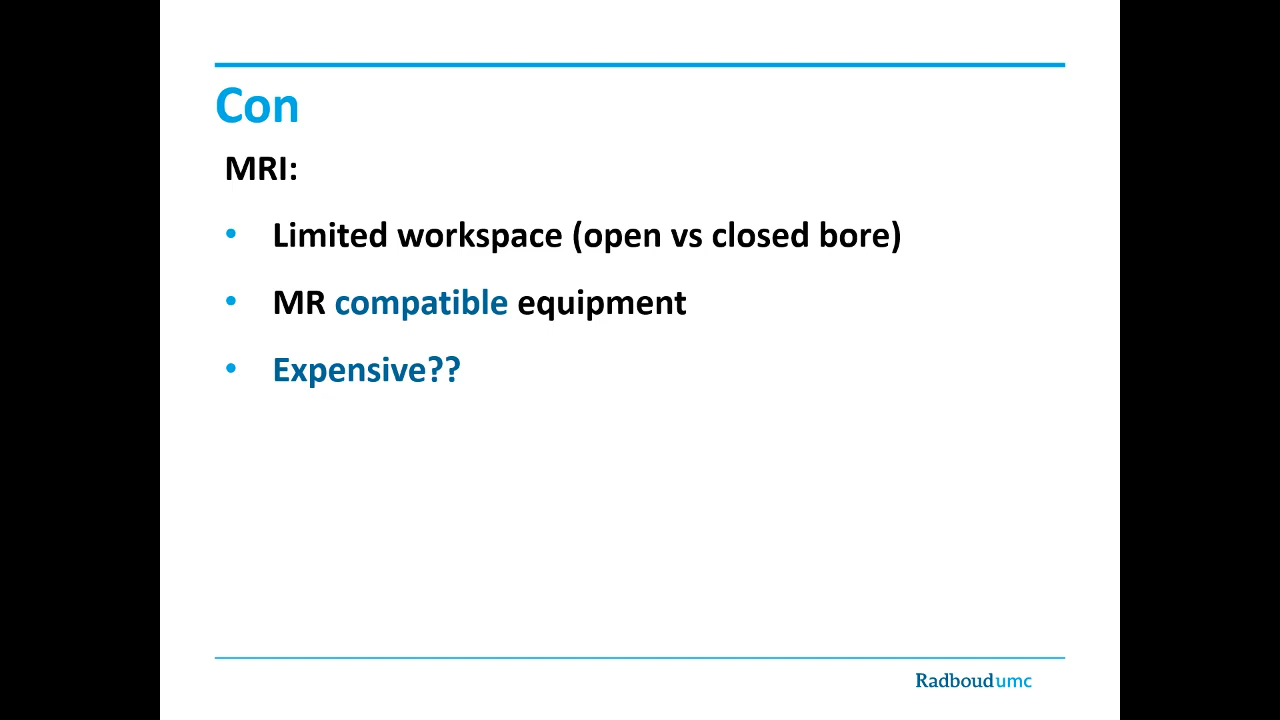 Con
MRI:
• Limited workspace (open vs closed bore)
• MR compatible equipment
• Expensive??
Radboudumc